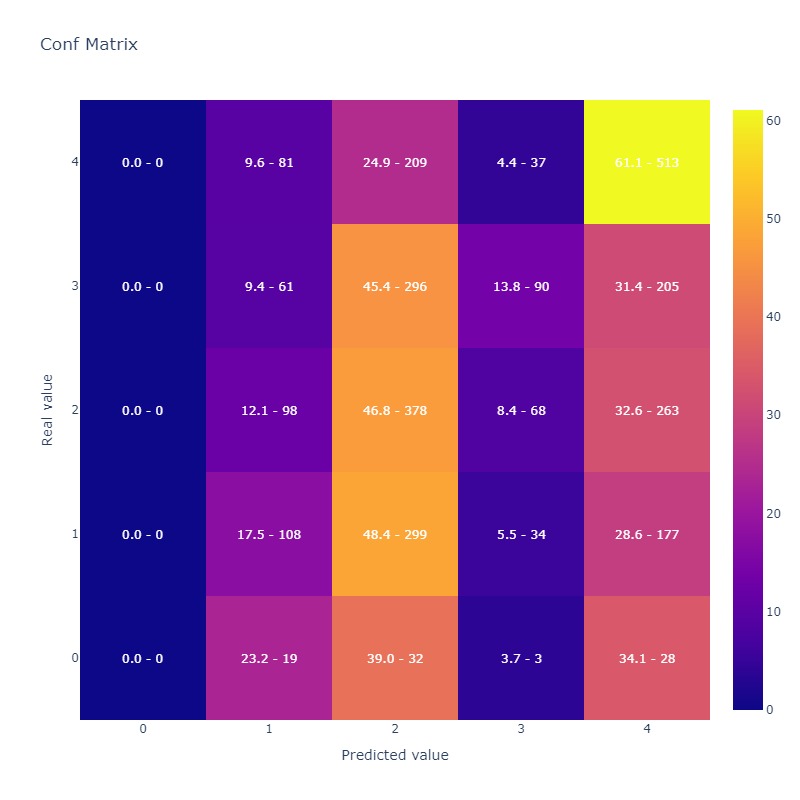 Conf Matrix
60
4 0.0 - 0 9.6 - 81 24.9 - 209 4.4 - 37 61.1 - 513
50
3 0.0 - 0 9.4 - 61 45.4 - 296 13.8 - 90 31.4 - 205
40
Real value
2 0.0 - 0 12.1 - 98 46.8 - 378 8.4 - 68 32.6 - 263
30
20
1 0.0 - 0 17.5 - 108 48.4 - 299 5.5 - 34 28.6 - 177
10
0 0.0 - 0 23.2 - 19 39.0 - 32 3.7 - 3 34.1 - 28
0
0 1 2 3 4
Predicted value